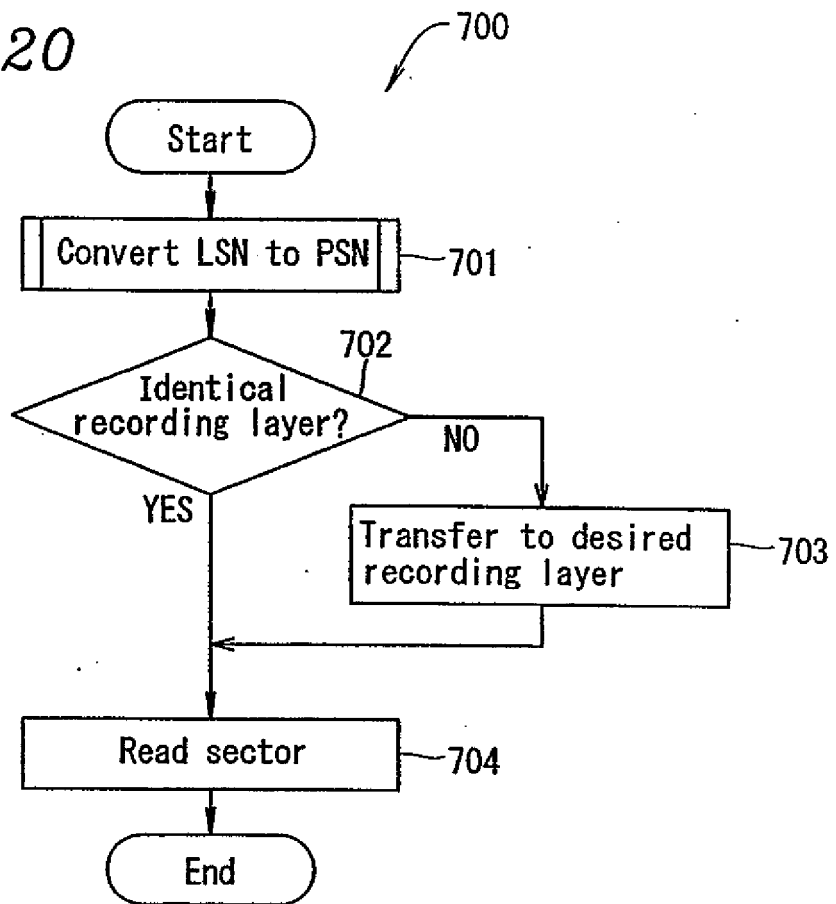 20
700
Start
Convert LSN to PSN
701
702
Identical
recording layer?
NO
YES
Transfer to desired
recording layer
703
Read sector
704
End